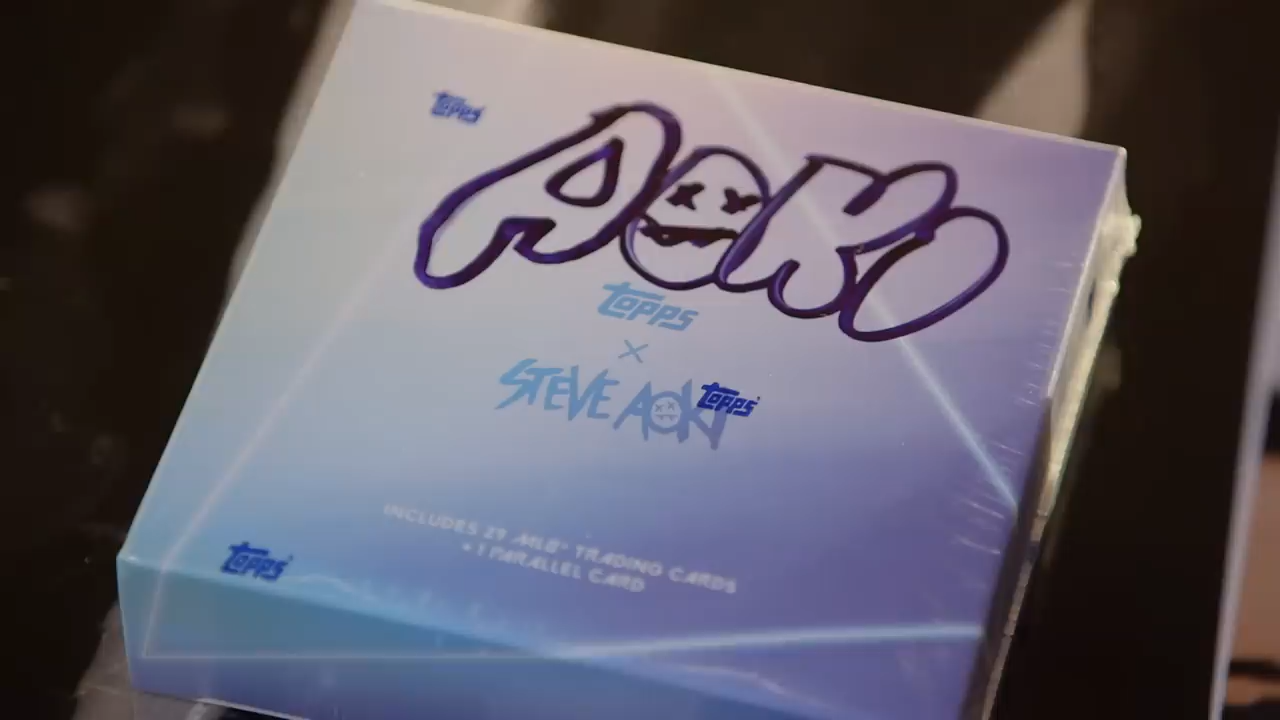 Topps
AOKI
Topps
X
STEVE AOKI
Topps
INCLUDES 29 MLB® TRADING CARDS
+ 1 PARALLEL CARD
Topps